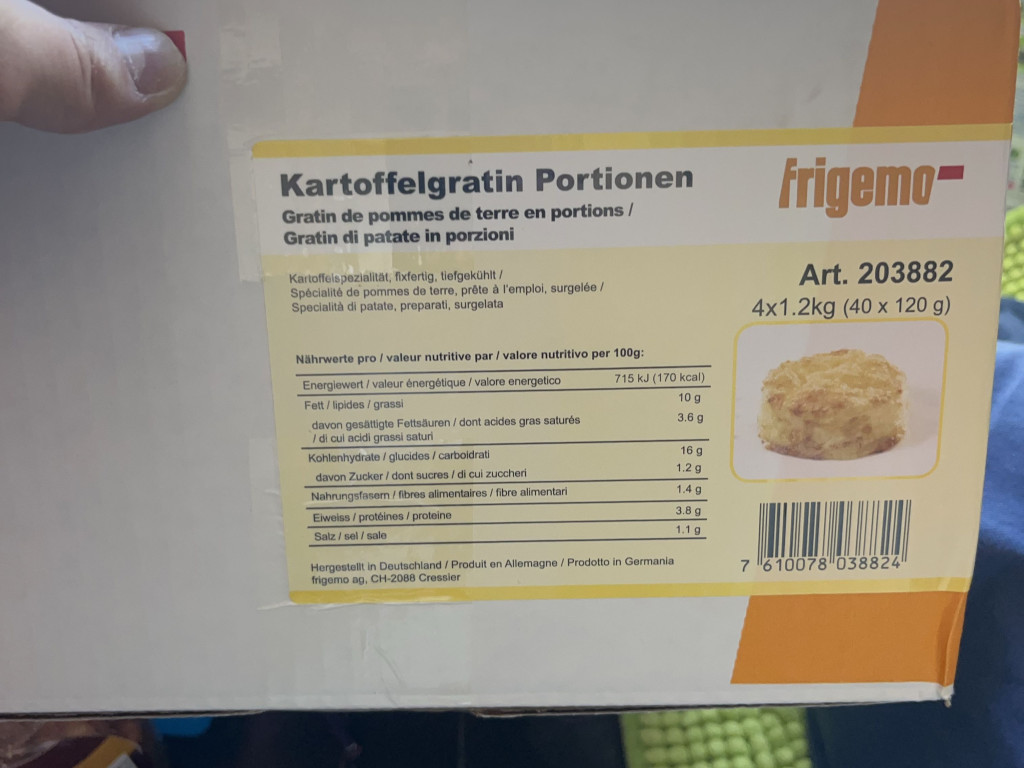 Kartoffelgratin Portionen
Gratin de pommes de terre en portions /
Gratin di patate in porzioni
frigemo
Kartoffelspezialität, fixfertig, tiefgekühlt /
Spécialité de pommes de terre, prête à l'emploi, surgelée /
Specialità di patate, preparati, surgelata
Art. 203882
4x1.2kg (40 x 120 g)
Nährwerte pro / valeur nutritive par / valore nutritivo per 100g:
Energiewert / valeur énergétique / valore energetico 715 kJ (170 kcal)
Fett / lipides / grassi 10 g
davon gesättigte Fettsäuren / dont acides gras saturés 3.6 g
/ di cui acidi grassi saturi
Kohlenhydrate / glucides / carboidrati 16 g
davon Zucker / dont sucres / di cui zuccheri 1.2 g
Nahrungsfasern / fibres alimentaires / fibre alimentari 1.4 g
Eiweiss / protéines / proteine 3.8 g
Salz / sel / sale 1.1 g
Hergestellt in Deutschland / Produit en Allemagne / Prodotto in Germania
frigemo ag, CH-2088 Cressier
7 610078 038824